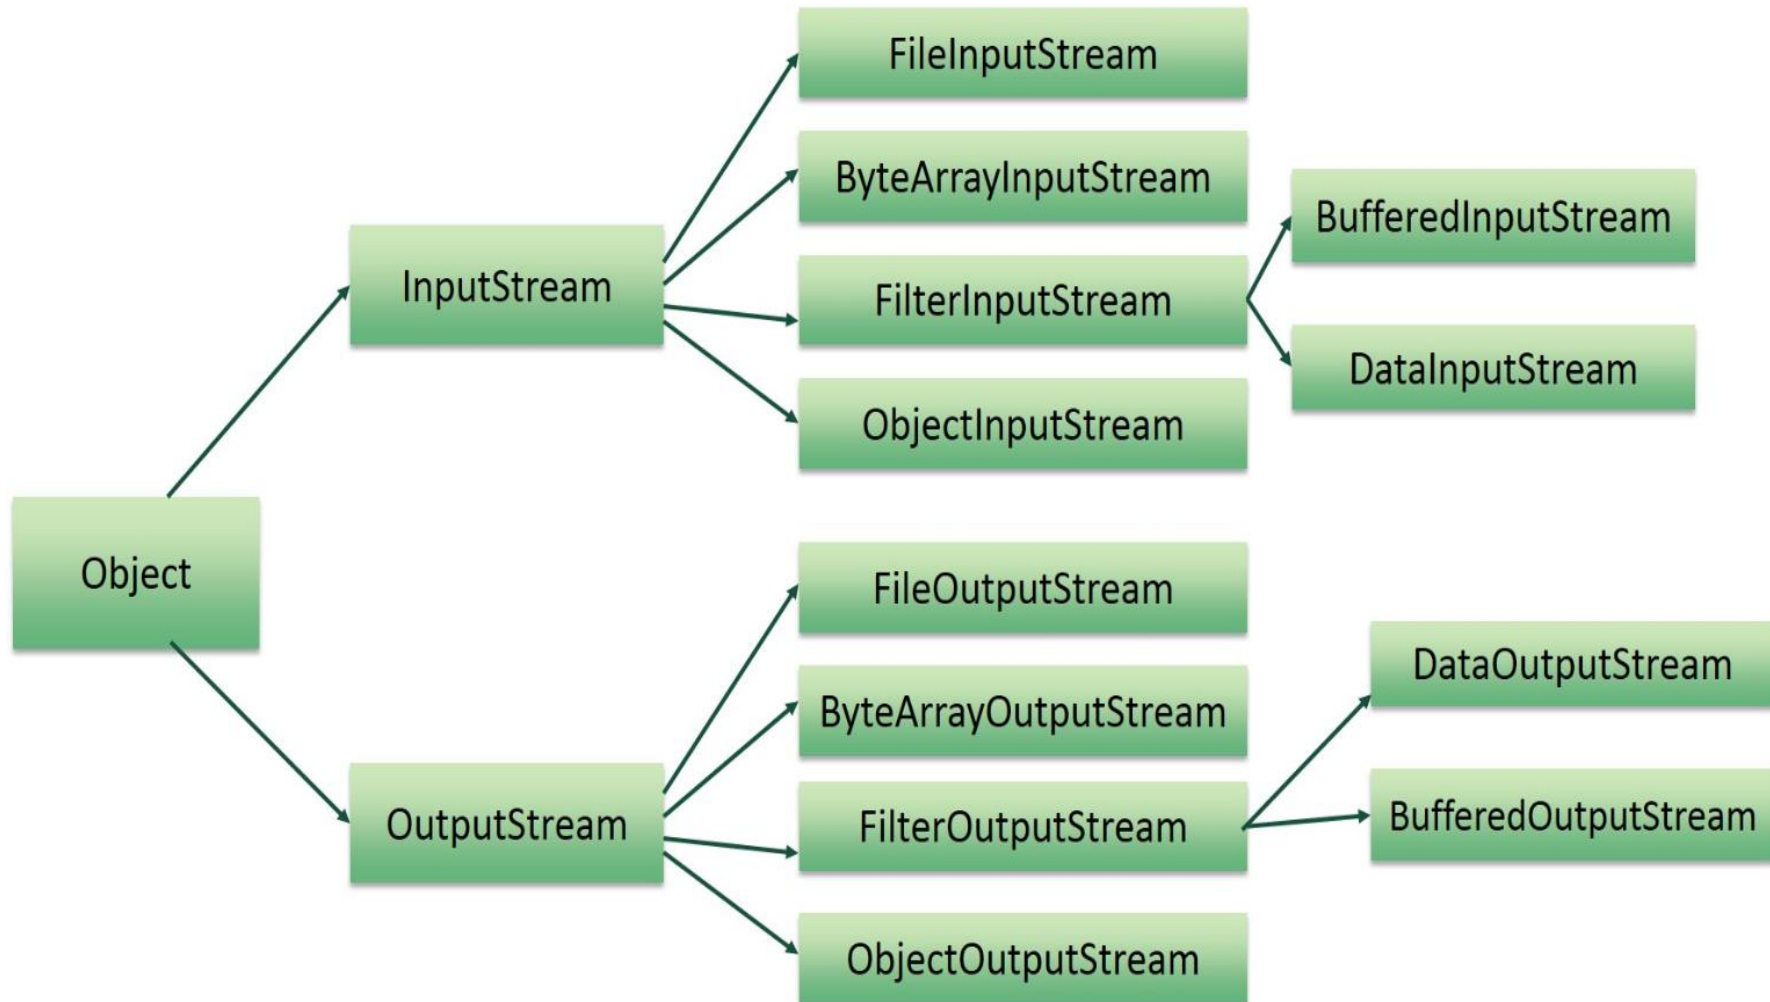 Object
InputStream
FileInputStream
ByteArrayInputStream
FilterInputStream
ObjectInputStream
BufferedInputStream
DataInputStream
OutputStream
FileOutputStream
ByteArrayOutputStream
FilterOutputStream
ObjectOutputStream
DataOutputStream
BufferedOutputStream